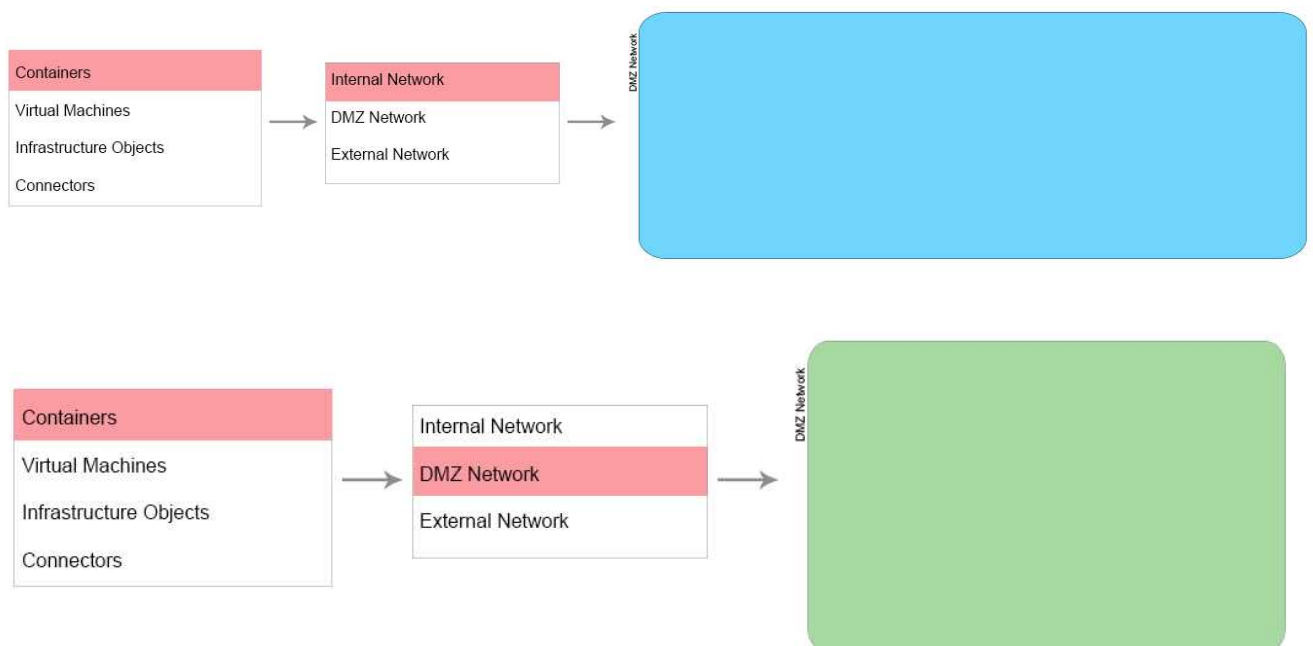 Containers
Virtual Machines
Infrastructure Objects
Connectors
Internal Network
DMZ Network
External Network
DMZ Network
Containers
Virtual Machines
Infrastructure Objects
Connectors
Internal Network
DMZ Network
External Network
DMZ Network